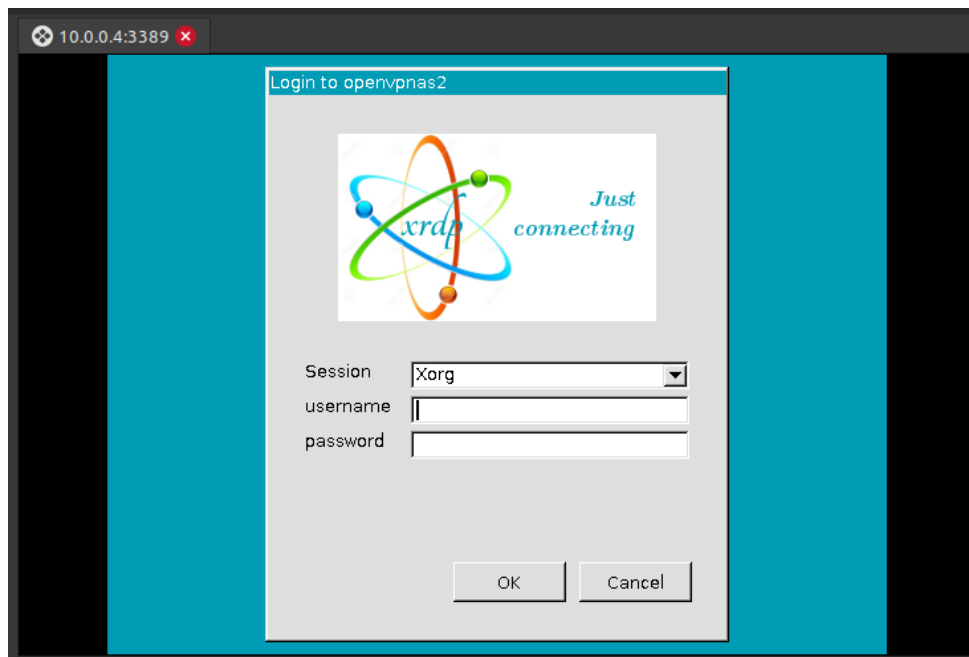 10.0.0.4:3389
Login to openvpnas2
xrdp
Just
connecting
Session
Xorg
username
password
OK
Cancel